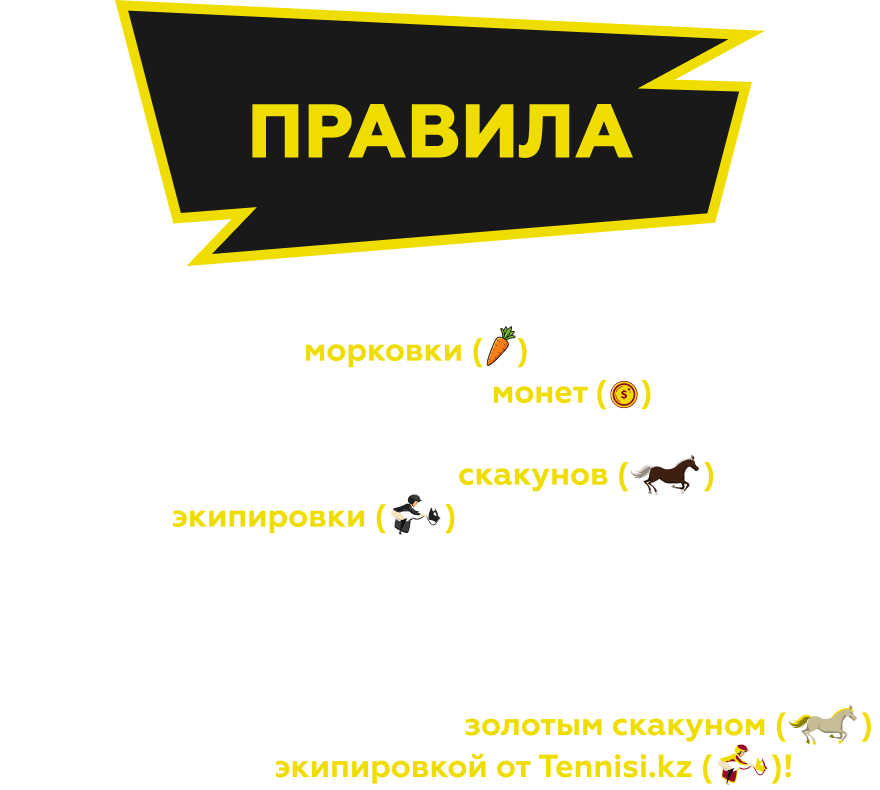 ПРАВИЛА
морковки ( )
монет ( )
скакунов ( )
экипировки ( )
золотым скакуном ( )
экипировкой от Tennisi.kz ( )!